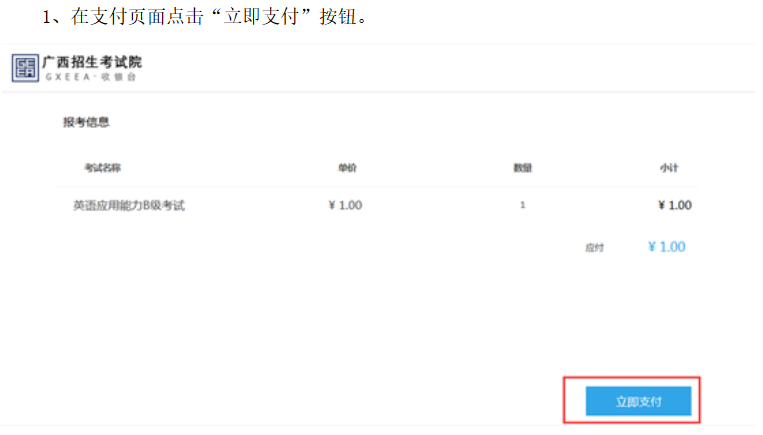 1、在支付页面点击“立即支付”按钮。
广西招生考试院
GXEEA·收银台
报考信息
考试名称 单价 数量 小计
英语应用能力B级考试 ¥ 1.00 1 ¥ 1.00
应付 ¥ 1.00
立即支付